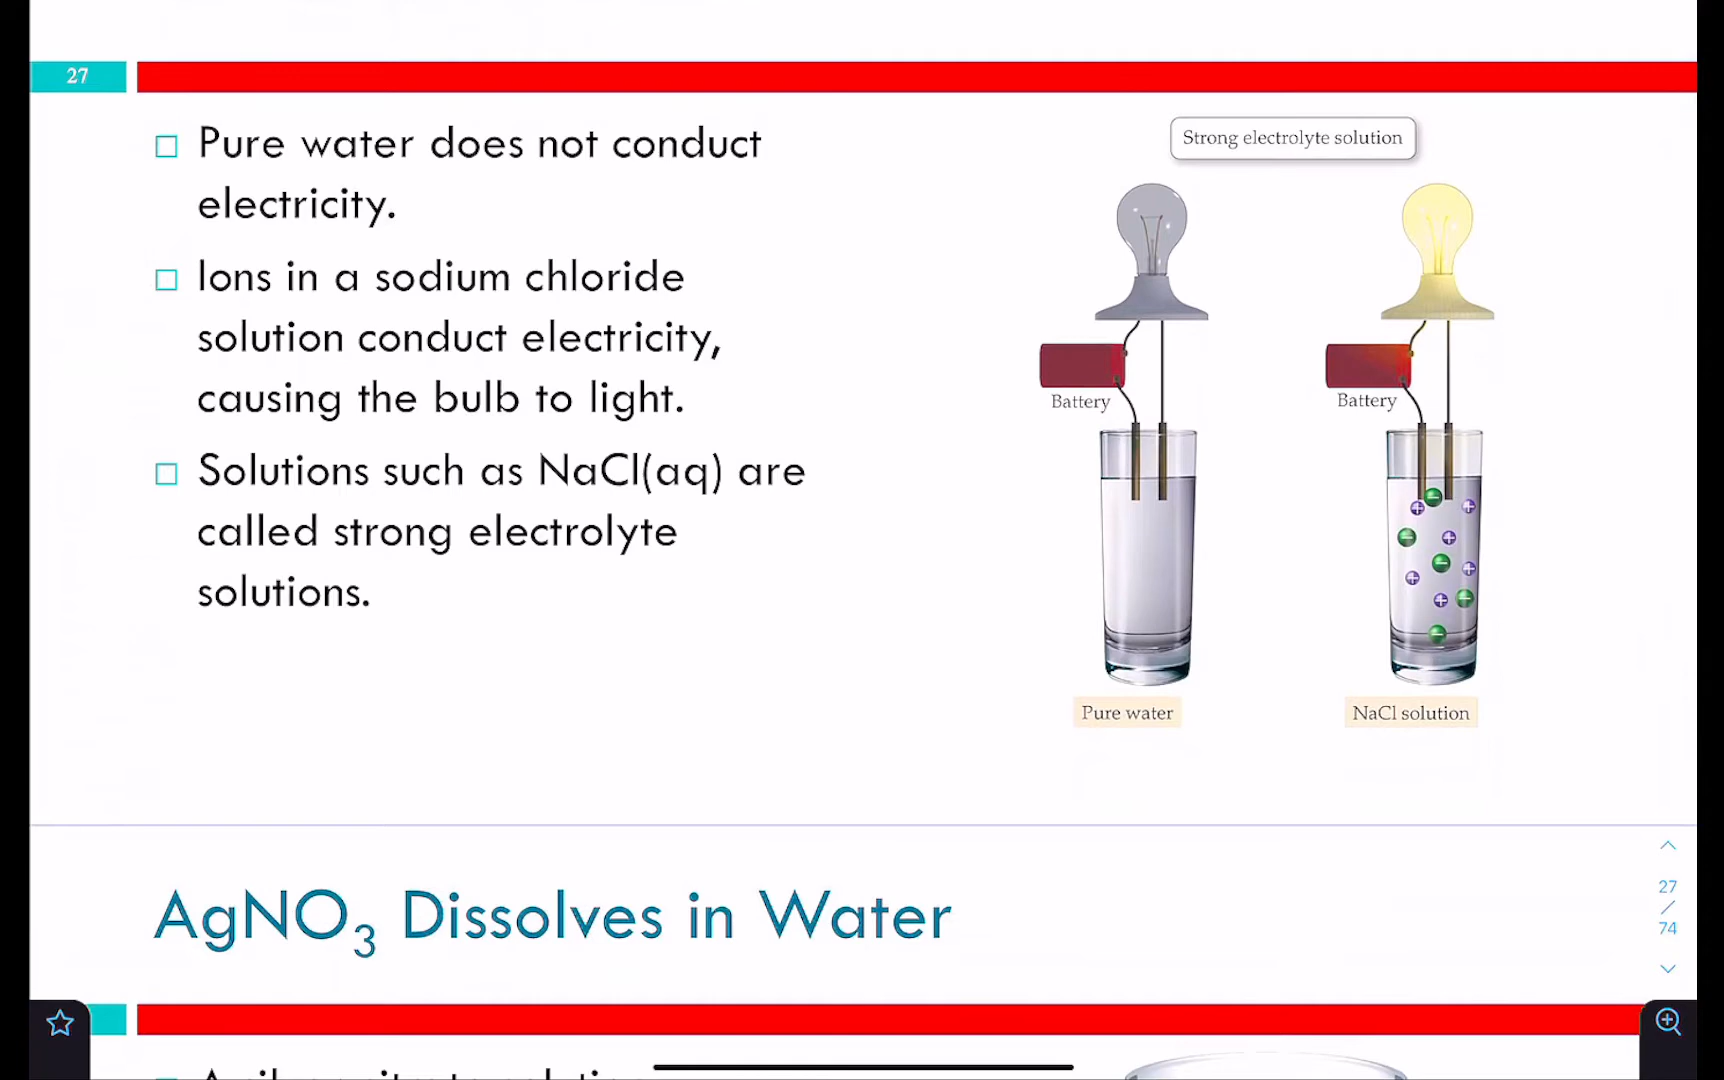 27
Pure water does not conduct
electricity.
Ions in a sodium chloride
solution conduct electricity,
causing the bulb to light.
Solutions such as NaCl(aq) are
called strong electrolyte
solutions.
Strong electrolyte solution
Battery
Battery
Pure water
NaCl solution
AgNO₃ Dissolves in Water
27
/
74